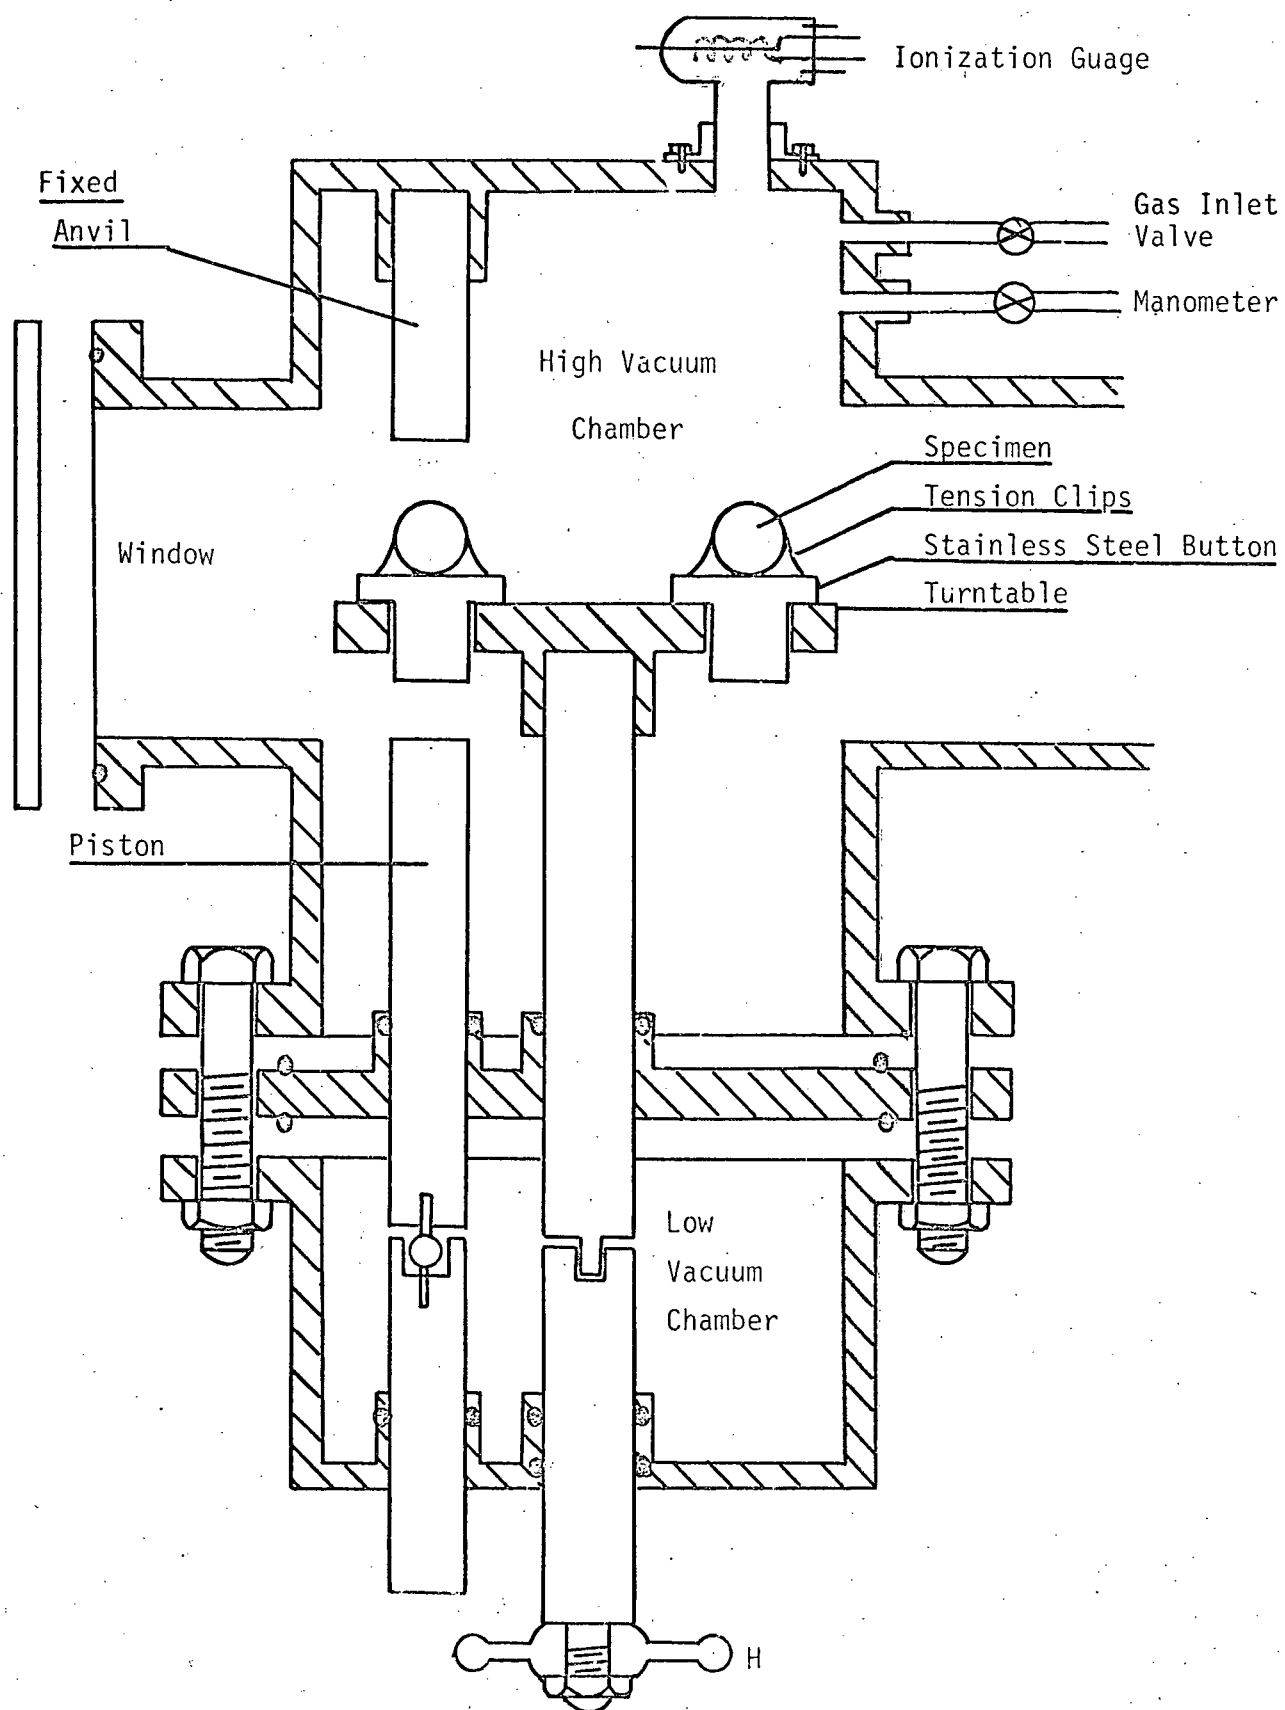 Ionization Guage
Fixed
Anvil
Gas Inlet
Valve
Manometer
High Vacuum
Chamber
Specimen
Tension Clips
Stainless Steel Button
Turntable
Window
Piston
Low
Vacuum
Chamber
H